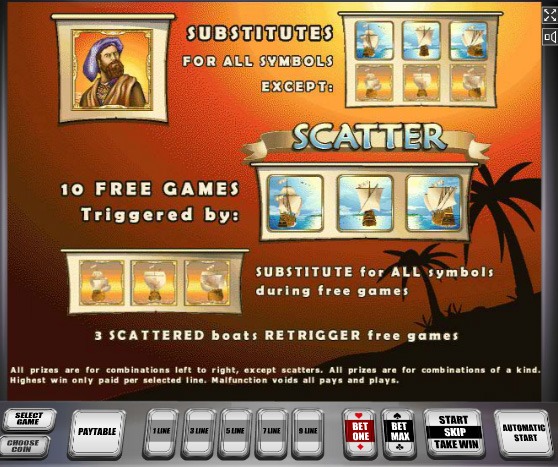 SUBSTITUTES
FOR ALL SYMBOLS
EXCEPT:
SCATTER
10 FREE GAMES
Triggered by:
SUBSTITUTE for ALL symbols
during free games
3 SCATTERED boats RETRIGGER free games
All prizes are for combinations left to right, except scatters. All prizes are for combinations of a kind.
Highest win only paid per selected line. Malfunction voids all pays and plays.
SELECT
GAME
CHOOSE
COIN
PAYTABLE
1 LINE
3 LINE
5 LINE
7 LINE
9 LINE
BET
ONE
BET
MAX
START
SKIP
TAKE WIN
AUTOMATIC
START